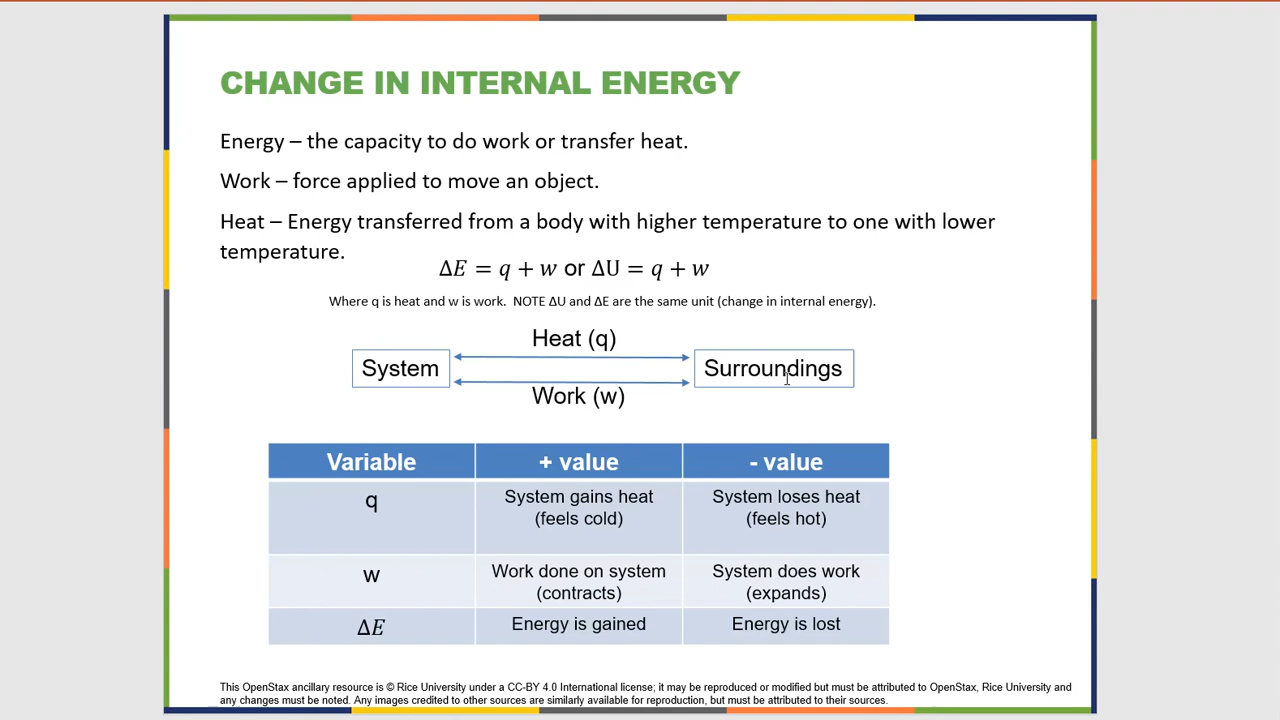 CHANGE IN INTERNAL ENERGY
Energy – the capacity to do work or transfer heat.
Work – force applied to move an object.
Heat – Energy transferred from a body with higher temperature to one with lower
temperature.
Δ𝐸 = 𝑞 + 𝑤 or ΔU = 𝑞 + 𝑤
Where q is heat and w is work. NOTE ΔU and ΔE are the same unit (change in internal energy).
Heat (q)
System
Surroundings
Work (w)
Variable + value - value
q System gains heat (feels cold) System loses heat (feels hot)
w Work done on system (contracts) System does work (expands)
Δ𝐸 Energy is gained Energy is lost
This OpenStax ancillary resource is © Rice University under a CC-BY 4.0 International license; it may be reproduced or modified but must be attributed to OpenStax, Rice University and
any changes must be noted. Any images credited to other sources are similarly available for reproduction, but must be attributed to their sources.